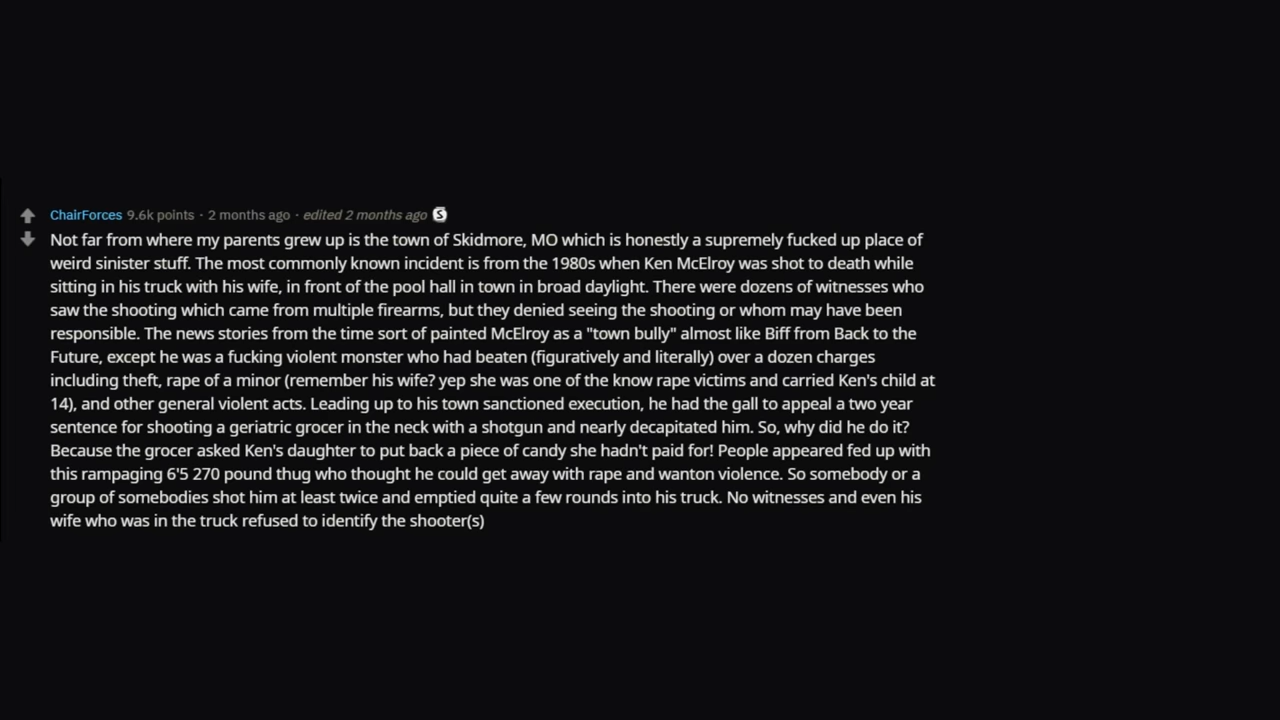 ChairForces 9.6k points · 2 months ago · edited 2 months ago S
Not far from where my parents grew up is the town of Skidmore, MO which is honestly a supremely fucked up place of
weird sinister stuff. The most commonly known incident is from the 1980s when Ken McElroy was shot to death while
sitting in his truck with his wife, in front of the pool hall in town in broad daylight. There were dozens of witnesses who
saw the shooting which came from multiple firearms, but they denied seeing the shooting or whom may have been
responsible. The news stories from the time sort of painted McElroy as a "town bully" almost like Biff from Back to the
Future, except he was a fucking violent monster who had beaten (figuratively and literally) over a dozen charges
including theft, rape of a minor (remember his wife? yep she was one of the know rape victims and carried Ken's child at
14), and other general violent acts. Leading up to his town sanctioned execution, he had the gall to appeal a two year
sentence for shooting a geriatric grocer in the neck with a shotgun and nearly decapitated him. So, why did he do it?
Because the grocer asked Ken's daughter to put back a piece of candy she hadn't paid for! People appeared fed up with
this rampaging 6'5 270 pound thug who thought he could get away with rape and wanton violence. So somebody or a
group of somebodies shot him at least twice and emptied quite a few rounds into his truck. No witnesses and even his
wife who was in the truck refused to identify the shooter(s)